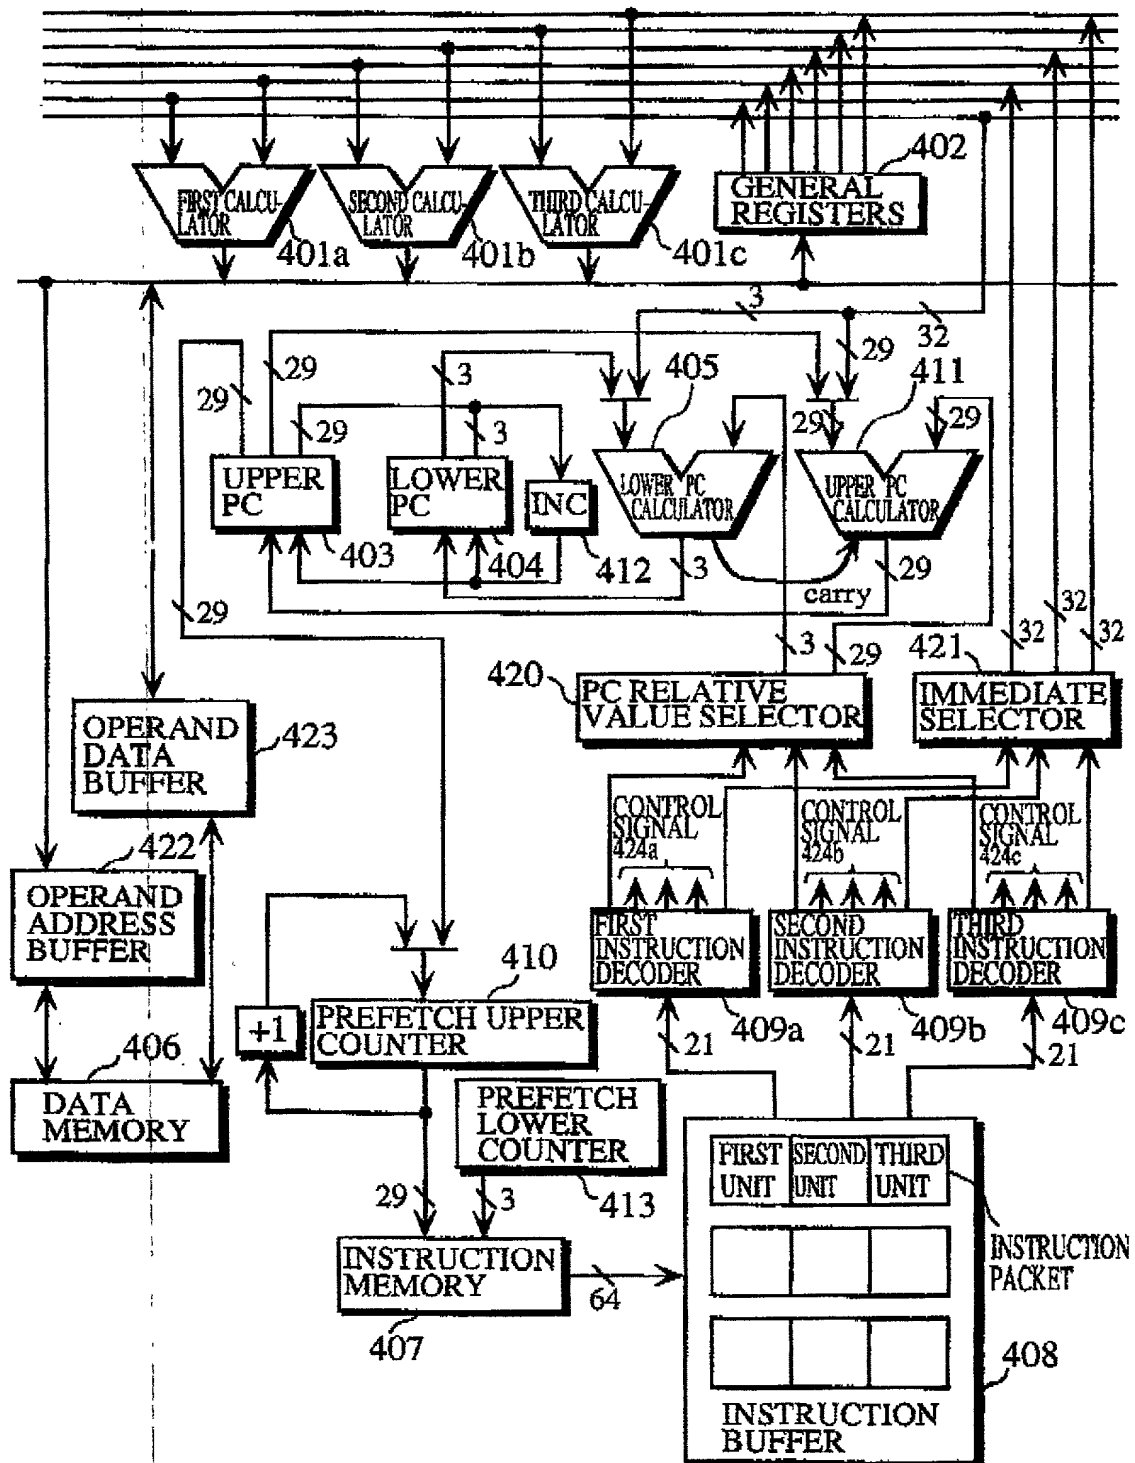 FIRST CALCU-
LATOR
SECOND CALCU-
LATOR
THIRD CALCU-
LATOR
401a
401b
401c
402
GENERAL
REGISTERS
3
32
29
29
29
3
405
411
29
3
29
29
UPPER
PC
403
LOWER
PC
404
INC
412
LOWER PC
CALCULATOR
UPPER PC
CALCULATOR
3
29
carry
29
3
29
32
32
32
420
PC RELATIVE
VALUE SELECTOR
421
IMMEDIATE
SELECTOR
OPERAND
DATA
BUFFER
423
CONTROL
SIGNAL
424a
CONTROL
SIGNAL
424b
CONTROL
SIGNAL
424c
422
OPERAND
ADDRESS
BUFFER
FIRST
INSTRUCTION
DECODER
409a
SECOND
INSTRUCTION
DECODER
409b
THIRD
INSTRUCTION
DECODER
409c
21
21
21
410
+1
PREFETCH UPPER
COUNTER
406
DATA
MEMORY
PREFETCH
LOWER
COUNTER
413
29
3
INSTRUCTION
MEMORY
407
64
FIRST
UNIT
SECOND
UNIT
THIRD
UNIT
INSTRUCTION
PACKET
408
INSTRUCTION
BUFFER